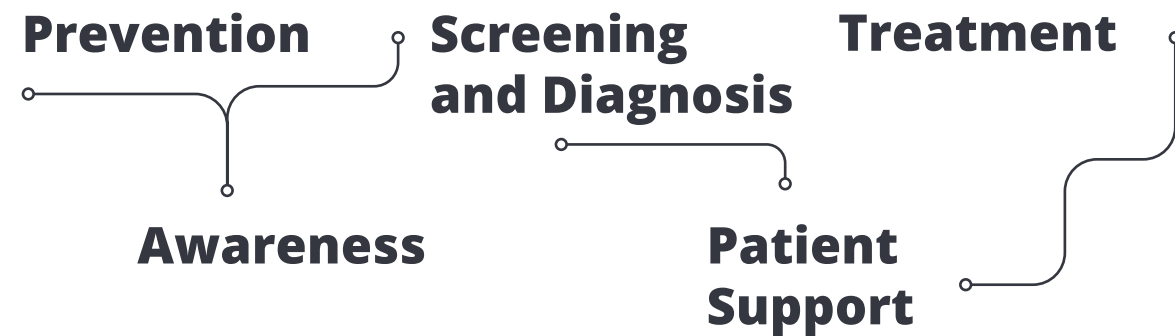 Prevention
Screening
and Diagnosis
Treatment
Awareness
Patient
Support